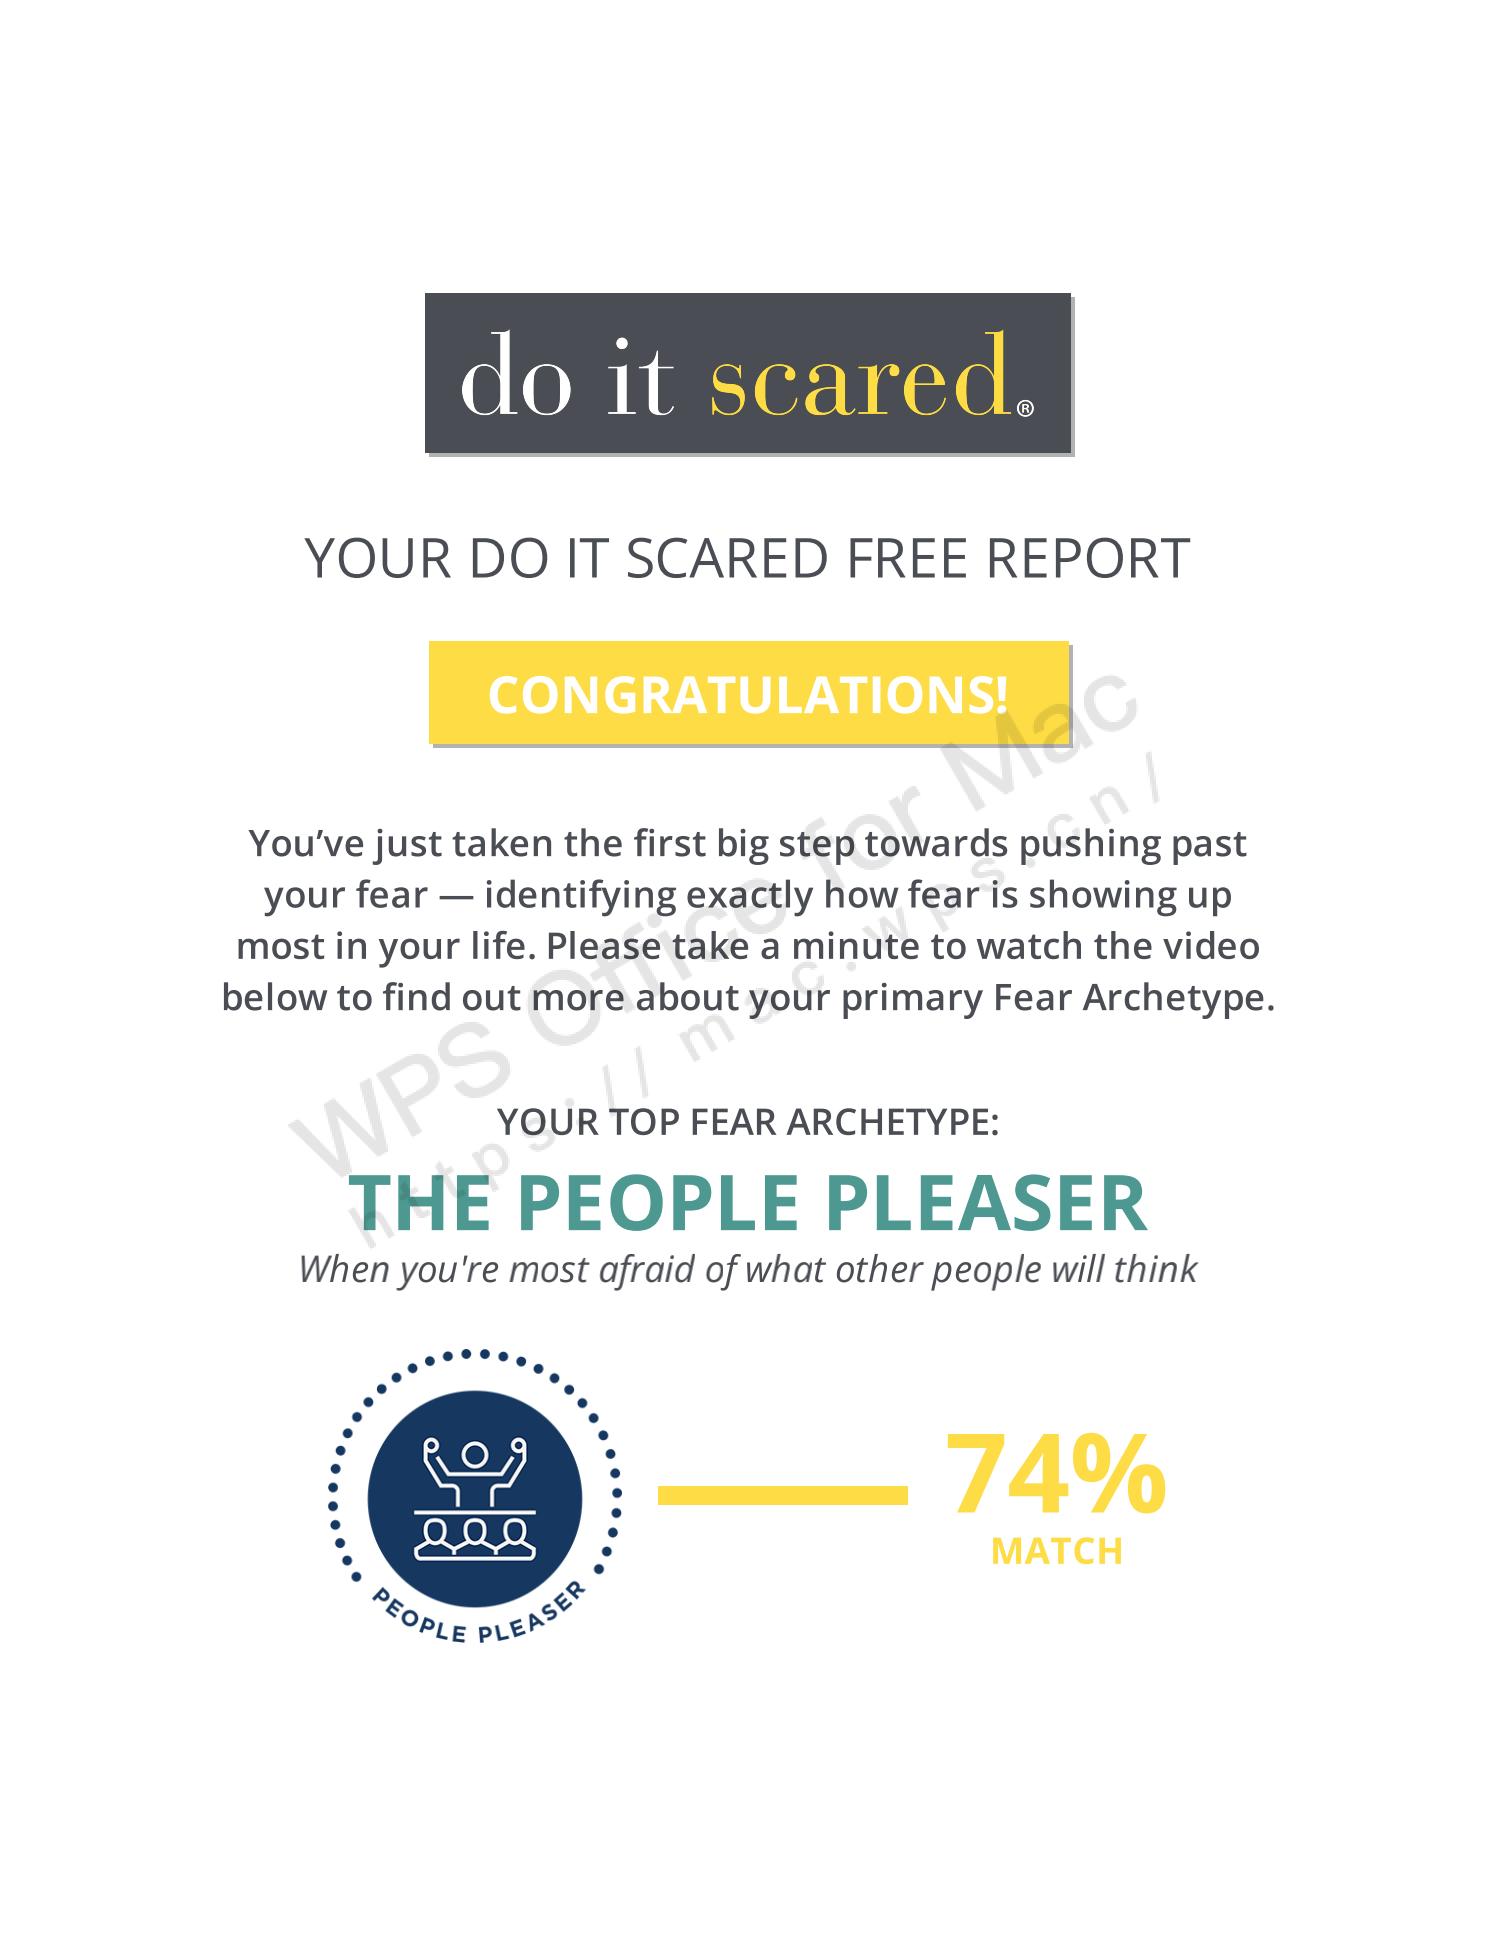 do it scared®
YOUR DO IT SCARED FREE REPORT
CONGRATULATIONS!
You’ve just taken the first big step towards pushing past
your fear — identifying exactly how fear is showing up
most in your life. Please take a minute to watch the video
below to find out more about your primary Fear Archetype.
WPS Office for Mac
https://mac.wps.cn/
YOUR TOP FEAR ARCHETYPE:
THE PEOPLE PLEASER
When you're most afraid of what other people will think
PEOPLE PLEASER
74%
MATCH